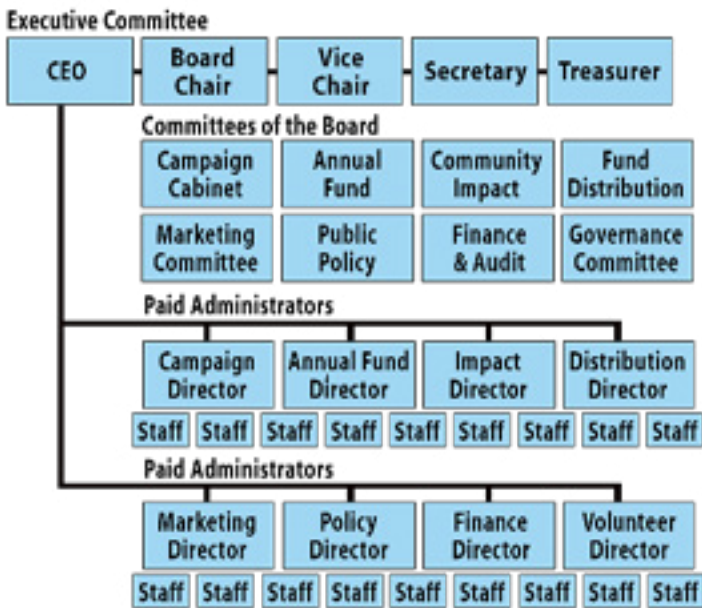 Executive Committee
CEO
Board
Chair
Vice
Chair
Secretary
Treasurer
Committees of the Board
Campaign
Cabinet
Annual
Fund
Community
Impact
Fund
Distribution
Marketing
Committee
Public
Policy
Finance
& Audit
Governance
Committee
Paid Administrators
Campaign
Director
Annual Fund
Director
Impact
Director
Distribution
Director
Staff Staff Staff Staff Staff Staff Staff Staff Staff
Paid Administrators
Marketing
Director
Policy
Director
Finance
Director
Volunteer
Director
Staff Staff Staff Staff Staff Staff Staff Staff Staff